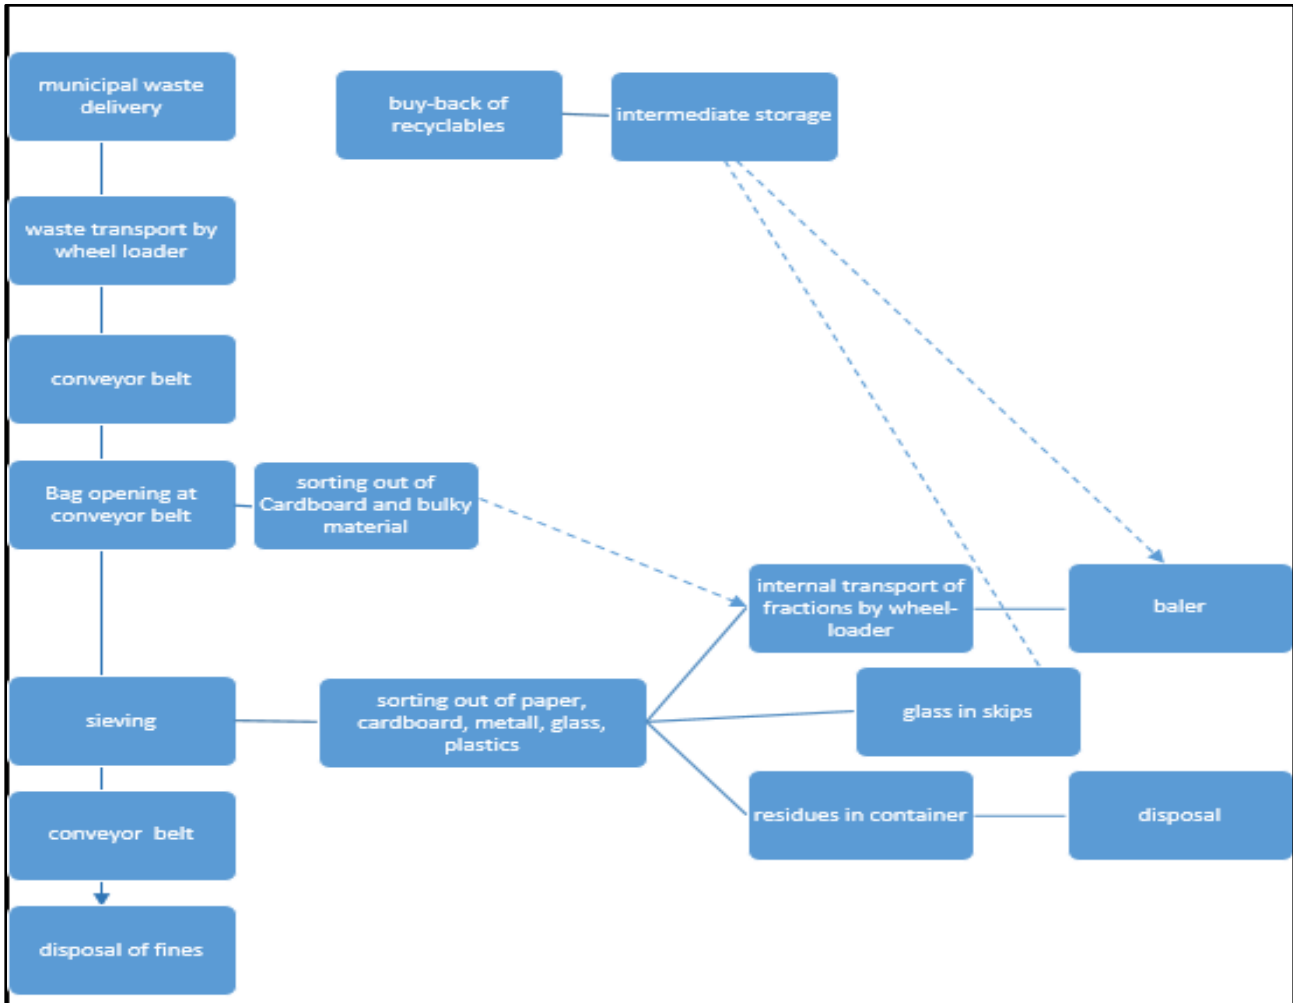 municipal waste
delivery
buy-back of
recyclables
intermediate storage
waste transport by
wheel loader
conveyor belt
Bag opening at
conveyor belt
sorting out of
Cardboard and bulky
material
internal transport of
fractions by wheel-
loader
baler
sieving
sorting out of paper,
cardboard, metall, glass,
plastics
glass in skips
residues in container
disposal
conveyor  belt
disposal of fines